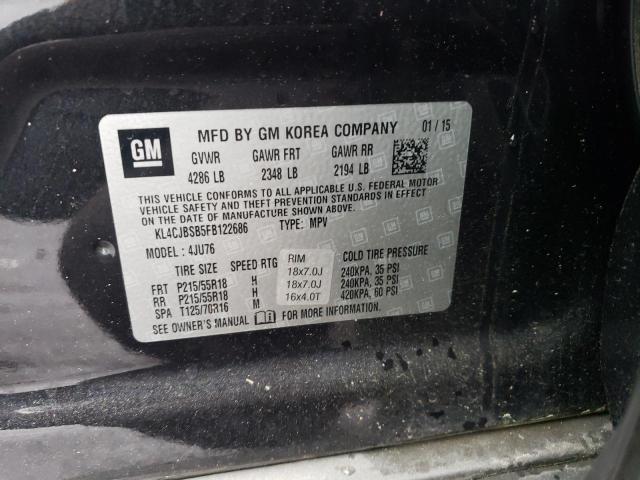 GM
MFD BY GM KOREA COMPANY 01 / 15
GVWR GAWR FRT GAWR RR
4286 LB 2348 LB 2194 LB
THIS VEHICLE CONFORMS TO ALL APPLICABLE U.S. FEDERAL MOTOR
VEHICLE SAFETY AND THEFT PREVENTION STANDARDS IN EFFECT
ON THE DATE OF MANUFACTURE SHOWN ABOVE.
KL4CJBSB5FB122686 TYPE: MPV
MODEL: 4JU76
TIRE SIZE SPEED RTG RIM COLD TIRE PRESSURE
FRT P215/55R18 H 18x7.0J 240KPA, 35 PSI
RR P215/55R18 H 18x7.0J 240KPA, 35 PSI
SPA T125/70R16 M 16x4.0T 420KPA, 60 PSI
SEE OWNER'S MANUAL FOR MORE INFORMATION.